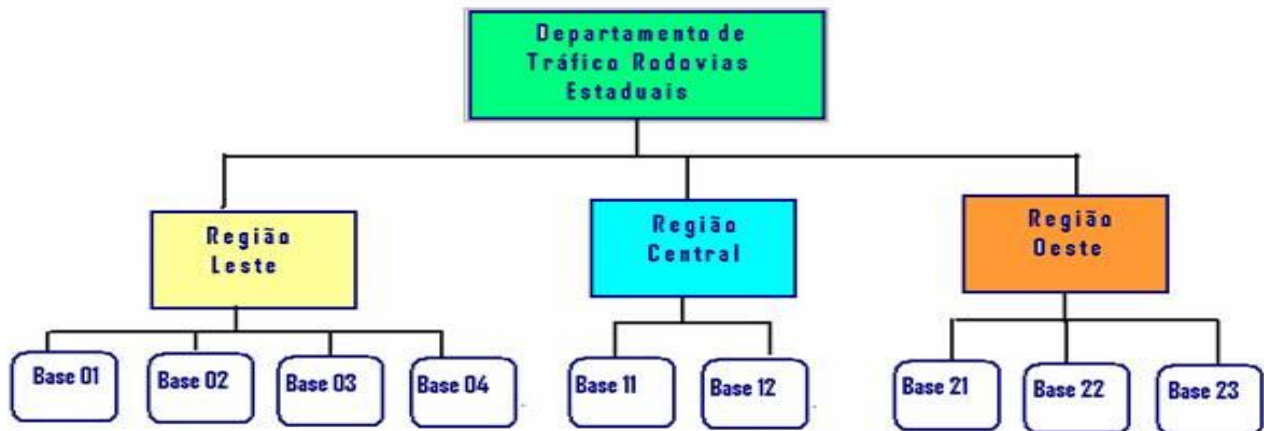 Departamento de
Tráfico Rodovias
Estaduais
Região
Leste
Região
Central
Região
Oeste
Base 01
Base 02
Base 03
Base 04
Base 11
Base 12
Base 21
Base 22
Base 23